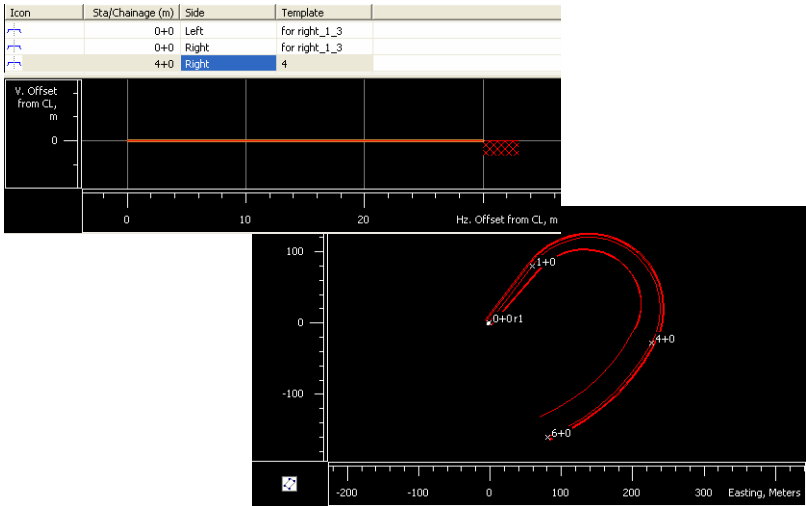 Icon Sta/Chainage (m) Side Template
0+0 Left for right_1_3
0+0 Right for right_1_3
4+0 Right 4
V. Offset
from CL,
m
0
0 10 20 Hz. Offset from CL, m
100
1+0
0
0+0r1
4+0
-100
6+0
-200 -100 0 100 200 300 Easting, Meters